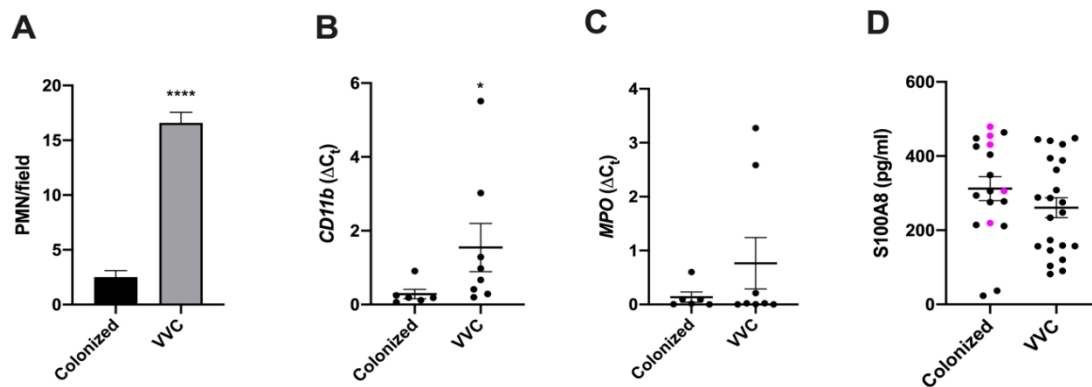 A
PMN/field
20
15
10
5
0
****
Colonized
VVC
B
CD11b (ΔCt)
6
4
2
0
*
Colonized
VVC
C
MPO (ΔCt)
4
3
2
1
0
Colonized
VVC
D
S100A8 (pg/ml)
600
400
200
0
Colonized
VVC